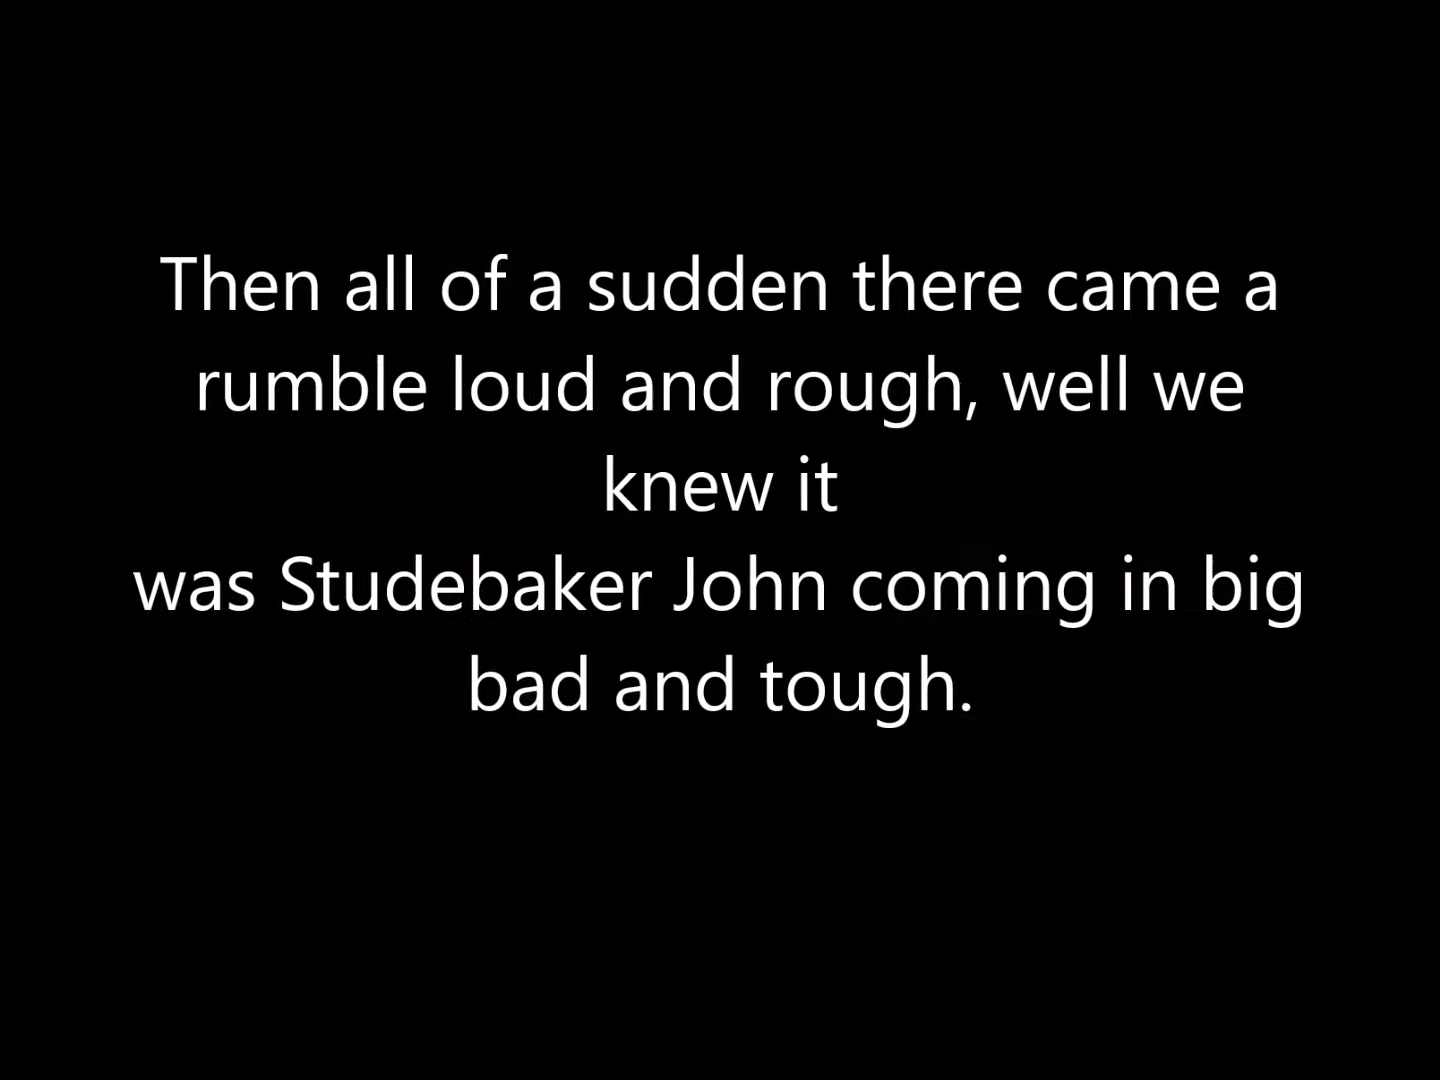 Then all of a sudden there came a
rumble loud and rough, well we
knew it
was Studebaker John coming in big
bad and tough.